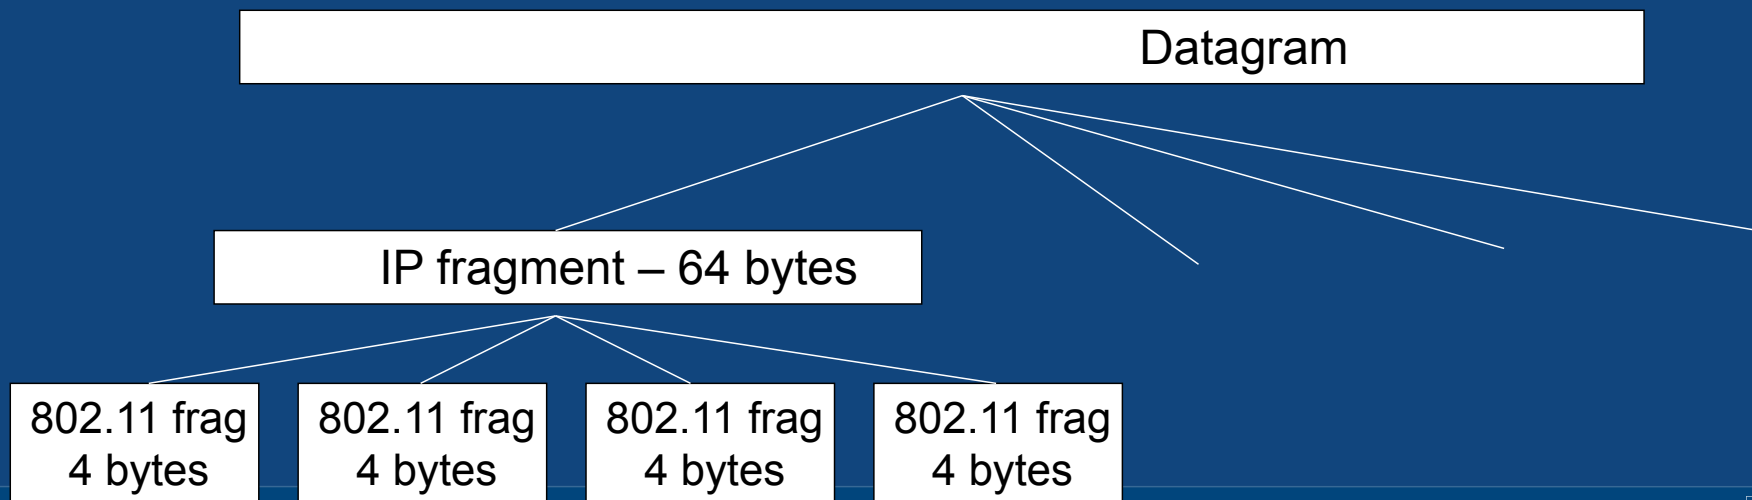 Datagram
IP fragment – 64 bytes
802.11 frag
4 bytes
802.11 frag
4 bytes
802.11 frag
4 bytes
802.11 frag
4 bytes